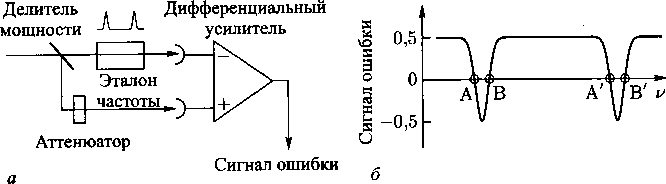 Делитель
мощности
Дифференциальный
усилитель
Эталон
частоты
−
+
Аттенюатор
Сигнал ошибки
а
Сигнал ошибки
0,5
0
−0,5
A
B
A′
B′
ν
б